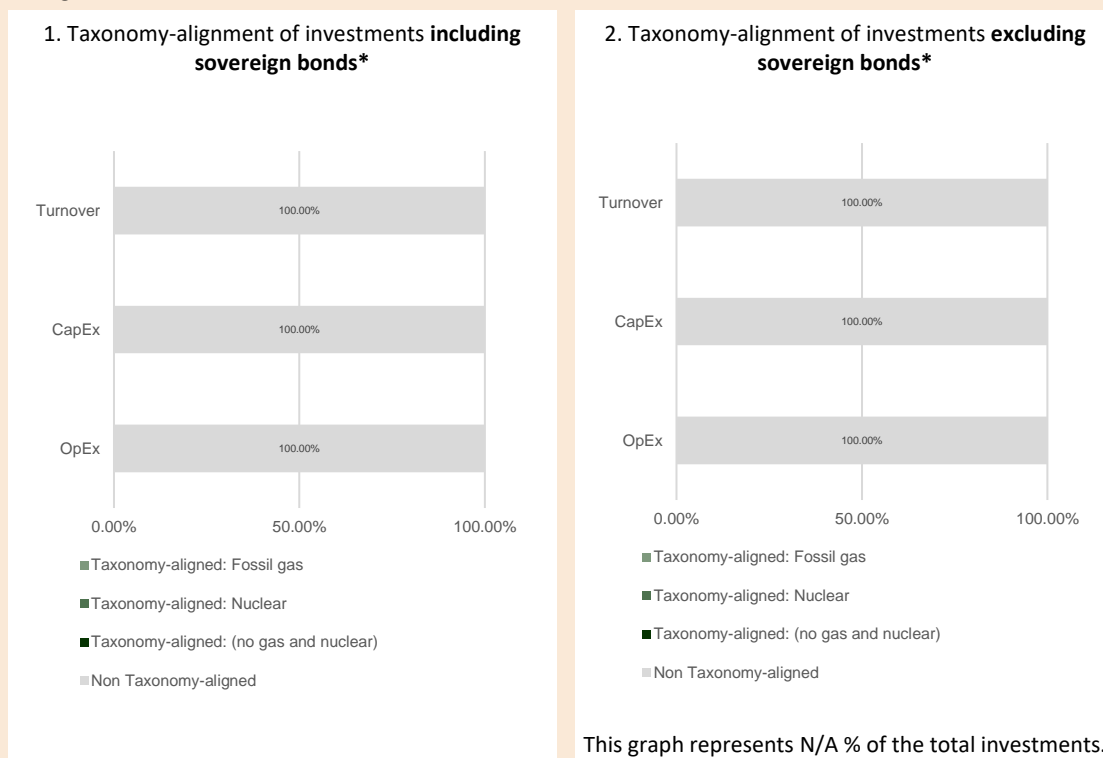 1. Taxonomy-alignment of investments including
sovereign bonds*
Turnover
100.00%
CapEx
100.00%
OpEx
100.00%
0.00%
50.00%
100.00%
Taxonomy-aligned: Fossil gas
Taxonomy-aligned: Nuclear
Taxonomy-aligned: (no gas and nuclear)
Non Taxonomy-aligned
2. Taxonomy-alignment of investments excluding
sovereign bonds*
Turnover
100.00%
CapEx
100.00%
OpEx
100.00%
0.00%
50.00%
100.00%
Taxonomy-aligned: Fossil gas
Taxonomy-aligned: Nuclear
Taxonomy-aligned: (no gas and nuclear)
Non Taxonomy-aligned
This graph represents N/A % of the total investments.